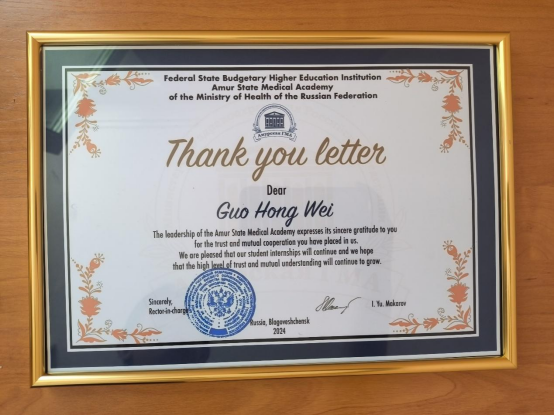 Federal State Budgetary Higher Education Institution
Amur State Medical Academy
of the Ministry of Health of the Russian Federation
Амурская ГМА
Thank you letter
Dear
Guo Hong Wei
The leadership of the Amur State Medical Academy expresses its sincere gratitude to you
for the trust and mutual cooperation you have placed in us.
We are pleased that our student internships will continue and we hope
that the high level of trust and mutual understanding will continue to grow.
Sincerely,
Rector-in-charge
I. Yu. Makarov
Russia, Blagoveshchensk
2024